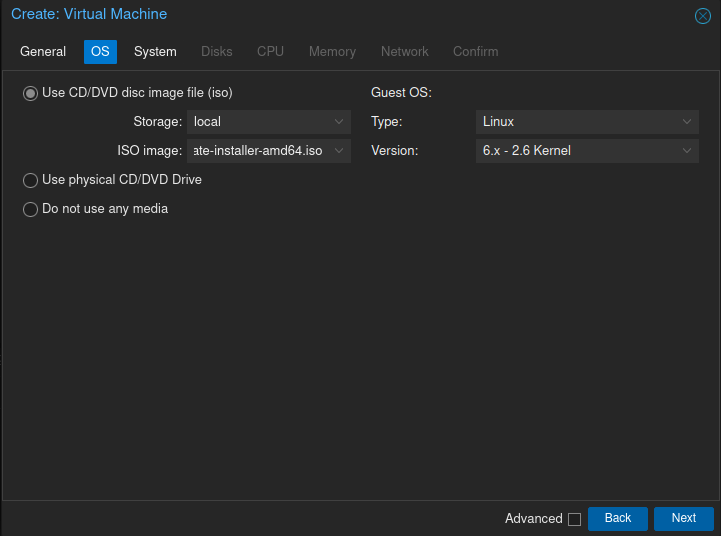 Create: Virtual Machine
General OS System Disks CPU Memory Network Confirm
Use CD/DVD disc image file (iso)
Storage: local
ISO image: ate-installer-amd64.iso
Use physical CD/DVD Drive
Do not use any media
Guest OS:
Type: Linux
Version: 6.x - 2.6 Kernel
Advanced Back Next